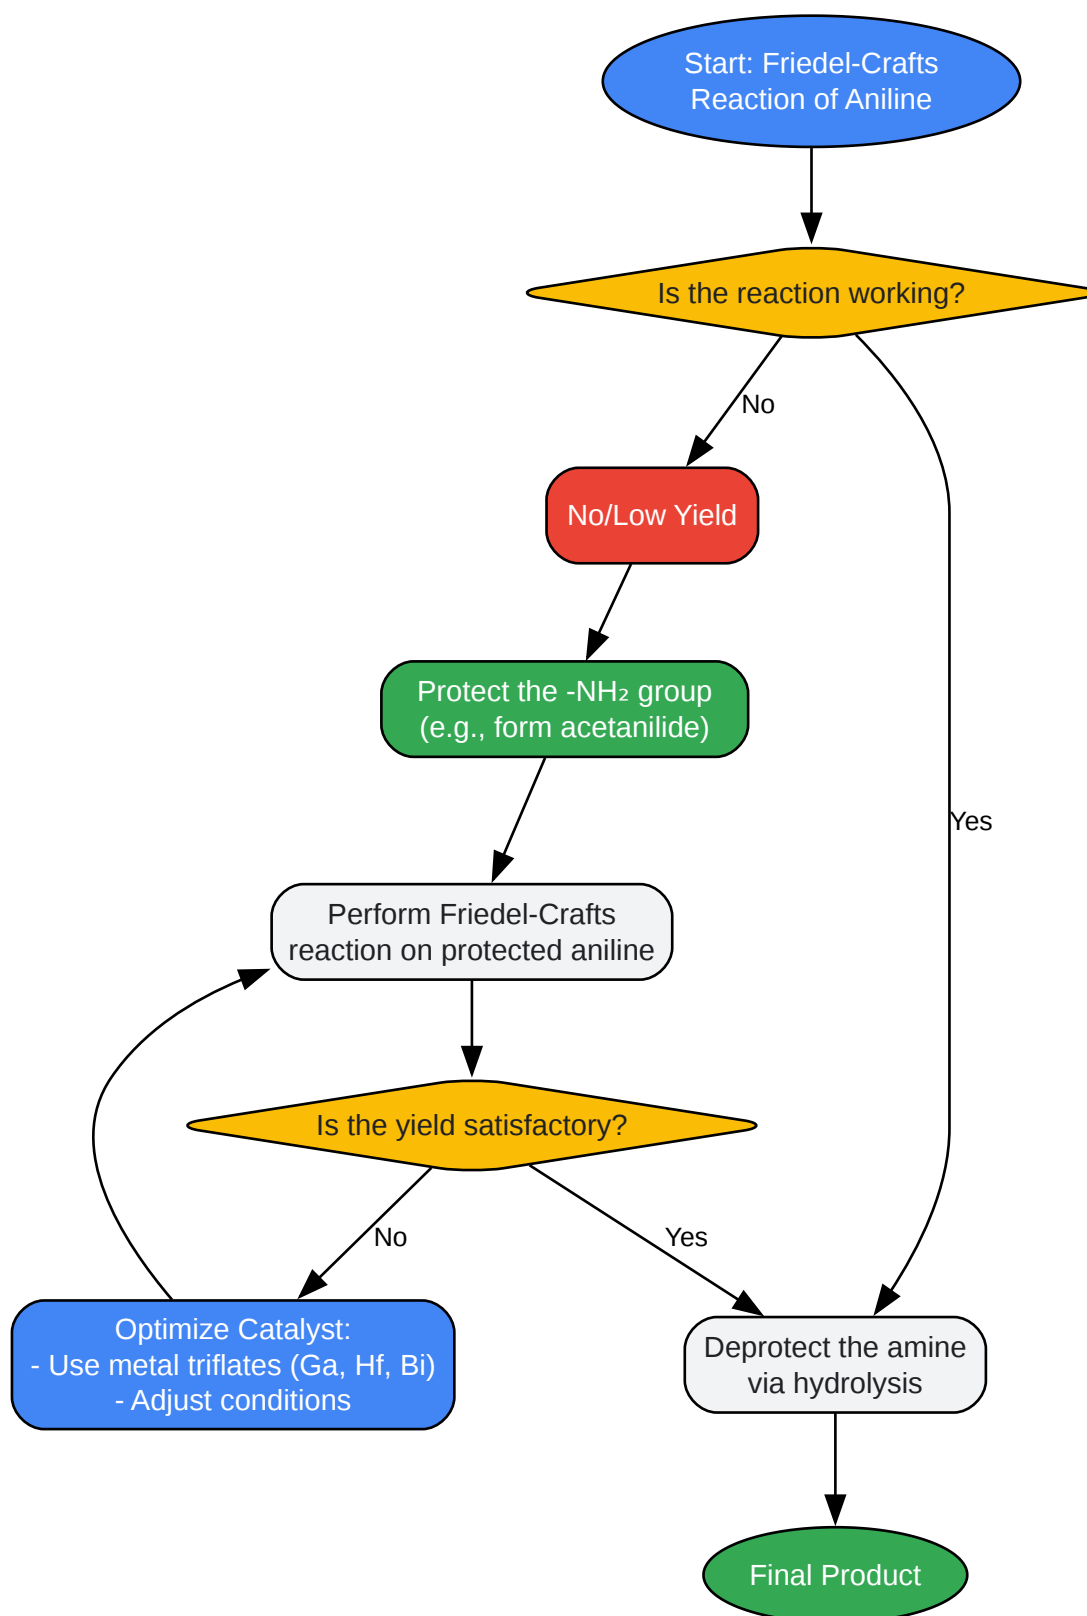 Start: Friedel-Crafts
Reaction of Aniline
Is the reaction working?
No
No/Low Yield
Protect the -NH₂ group
(e.g., form acetanilide)
Yes
Perform Friedel-Crafts
reaction on protected aniline
Is the yield satisfactory?
No
Yes
Optimize Catalyst:
- Use metal triflates (Ga, Hf, Bi)
- Adjust conditions
Deprotect the amine
via hydrolysis
Final Product